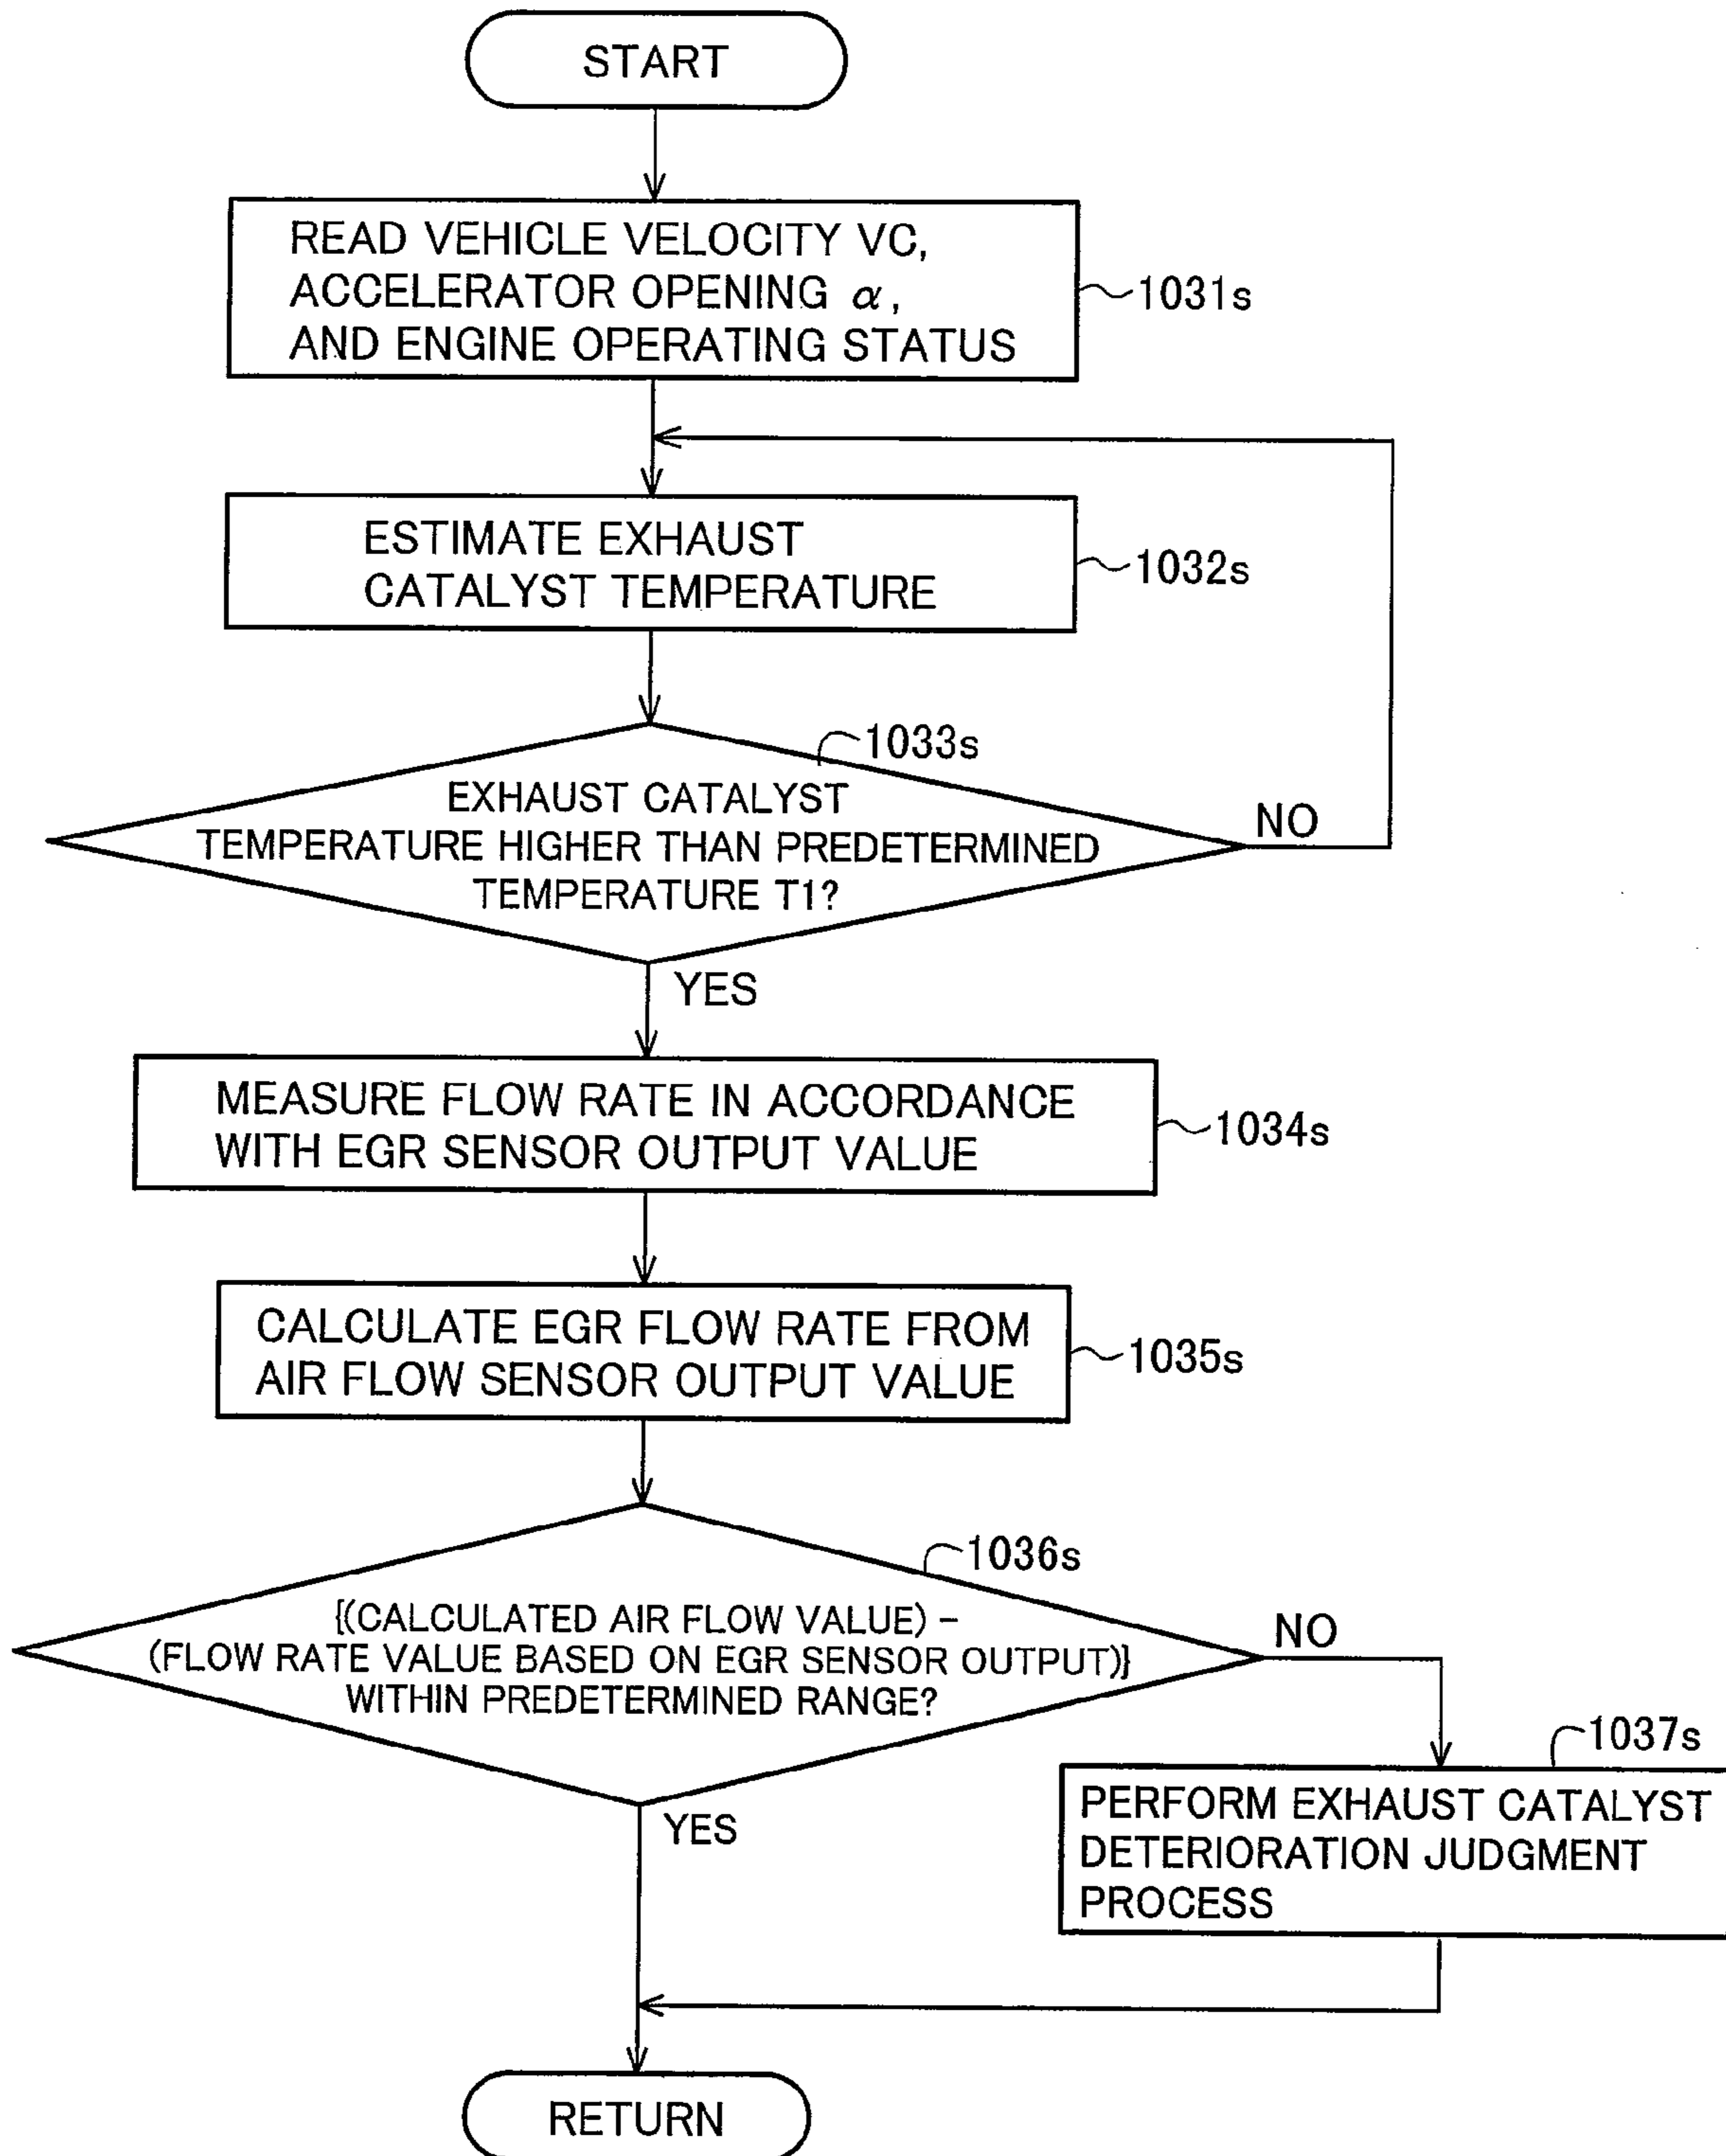 START
READ VEHICLE VELOCITY VC,
ACCELERATOR OPENING α,
AND ENGINE OPERATING STATUS
1031s
ESTIMATE EXHAUST
CATALYST TEMPERATURE
1032s
1033s
EXHAUST CATALYST
TEMPERATURE HIGHER THAN PREDETERMINED
TEMPERATURE T1?
NO
YES
MEASURE FLOW RATE IN ACCORDANCE
WITH EGR SENSOR OUTPUT VALUE
1034s
CALCULATE EGR FLOW RATE FROM
AIR FLOW SENSOR OUTPUT VALUE
1035s
1036s
{(CALCULATED AIR FLOW VALUE) −
(FLOW RATE VALUE BASED ON EGR SENSOR OUTPUT)}
WITHIN PREDETERMINED RANGE?
NO
YES
1037s
PERFORM EXHAUST CATALYST
DETERIORATION JUDGMENT
PROCESS
RETURN